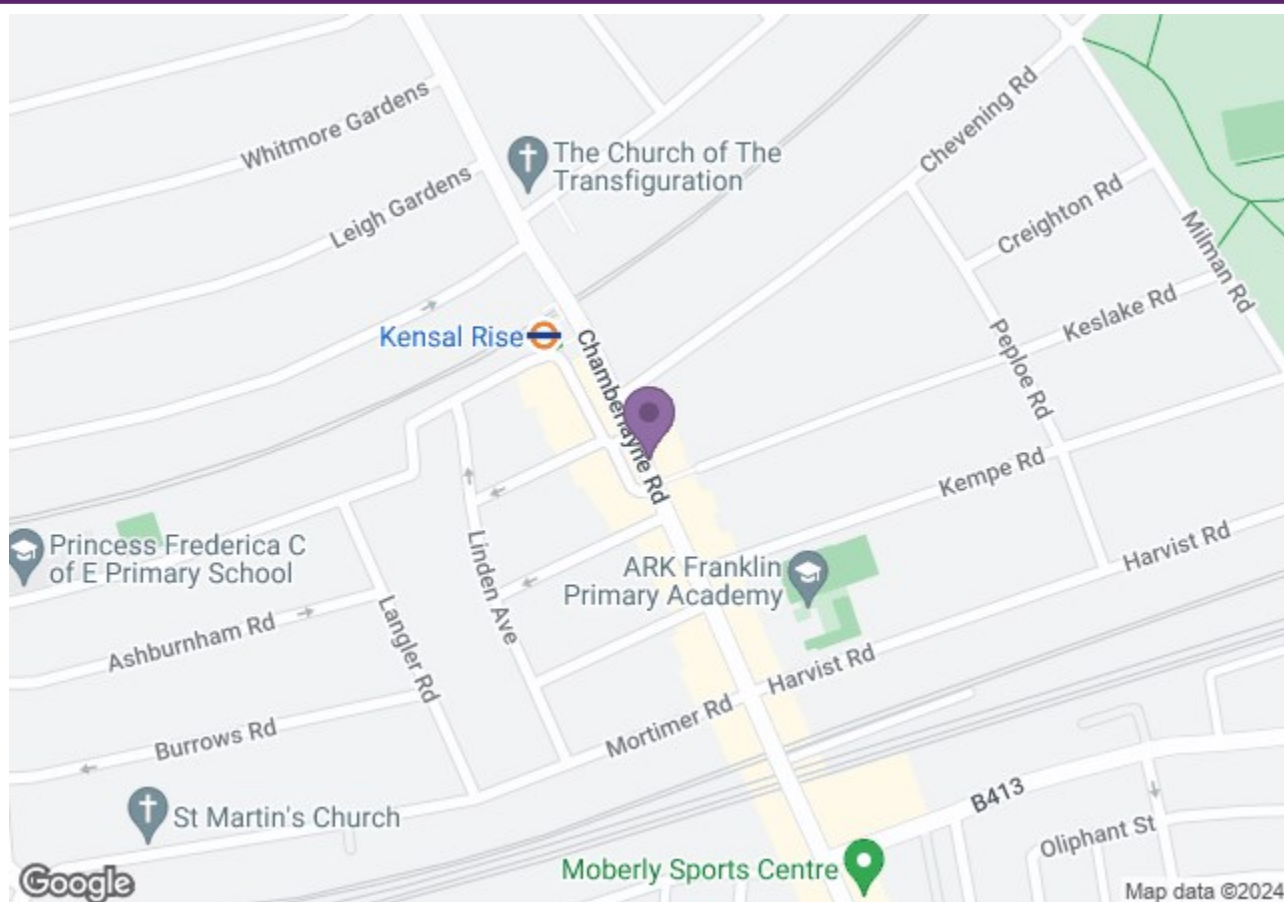 Whitmore Gardens
The Church of The
Transfiguration
Chevening Rd
Leigh Gardens
Creighton Rd
Milman Rd
Kensal Rise
Chamberlayne Rd
Keslake Rd
Peploe Rd
Kempe Rd
Princess Frederica C
of E Primary School
Linden Ave
ARK Franklin
Primary Academy
Harvist Rd
Ashburnham Rd
Langler Rd
Harvist Rd
Burrows Rd
Mortimer Rd
St Martin's Church
B413
Oliphant St
Moberly Sports Centre
Google
Map data ©2024